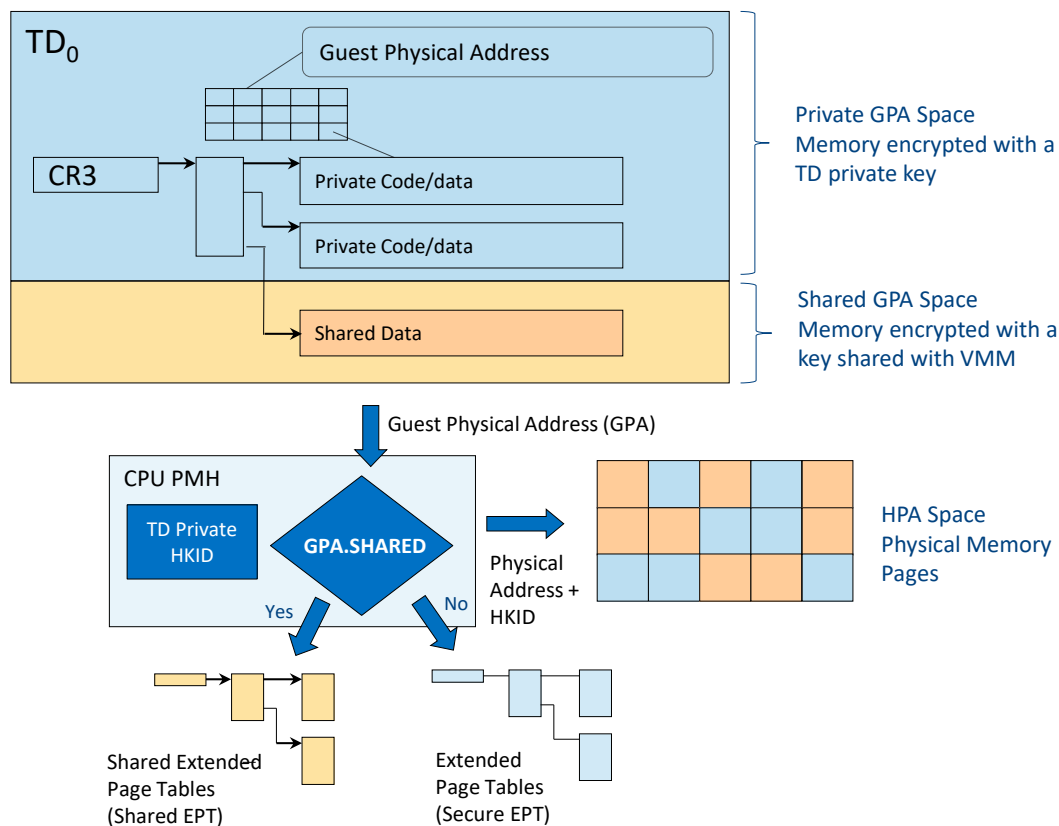 TD0
Guest Physical Address
CR3
Private Code/data
Private Code/data
Shared Data
Private GPA Space
Memory encrypted with a
TD private key
Shared GPA Space
Memory encrypted with a
key shared with VMM
Guest Physical Address (GPA)
CPU PMH
TD Private
HKID
GPA.SHARED
Yes
No
Physical
Address +
HKID
HPA Space
Physical Memory
Pages
Shared Extended
Page Tables
(Shared EPT)
Extended
Page Tables
(Secure EPT)